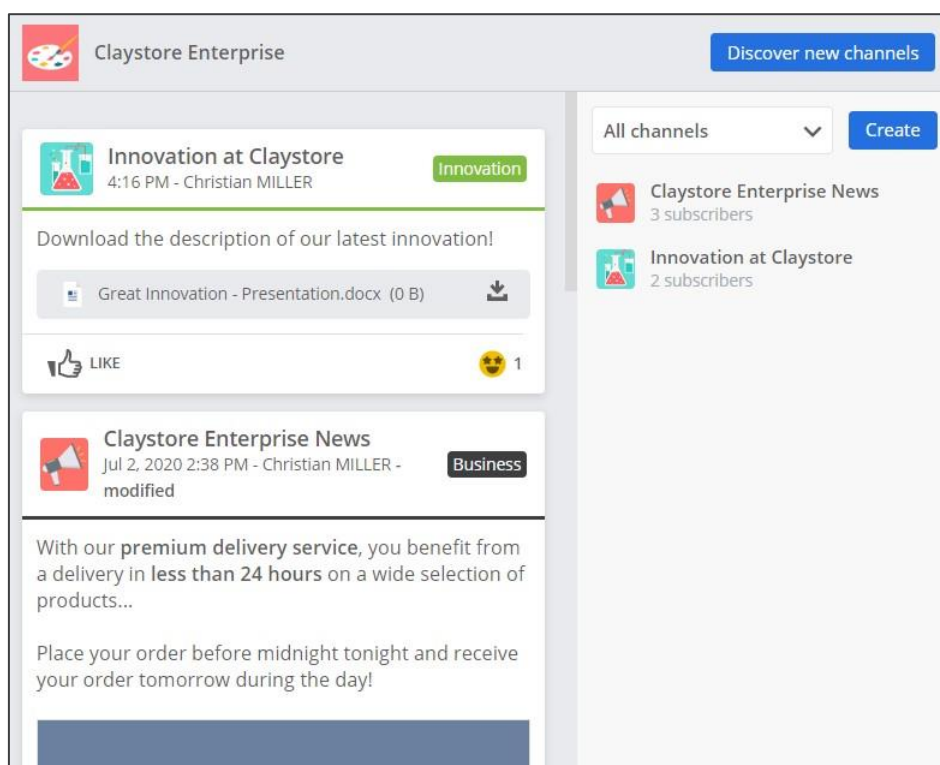 Claystore Enterprise
Discover new channels
Innovation at Claystore
4:16 PM - Christian MILLER
Innovation
Download the description of our latest innovation!
Great Innovation - Presentation.docx (0 B)
LIKE
1
Claystore Enterprise News
Jul 2, 2020 2:38 PM - Christian MILLER -
modified
Business
With our premium delivery service, you benefit from
a delivery in less than 24 hours on a wide selection of
products...
Place your order before midnight tonight and receive
your order tomorrow during the day!
All channels
Create
Claystore Enterprise News
3 subscribers
Innovation at Claystore
2 subscribers